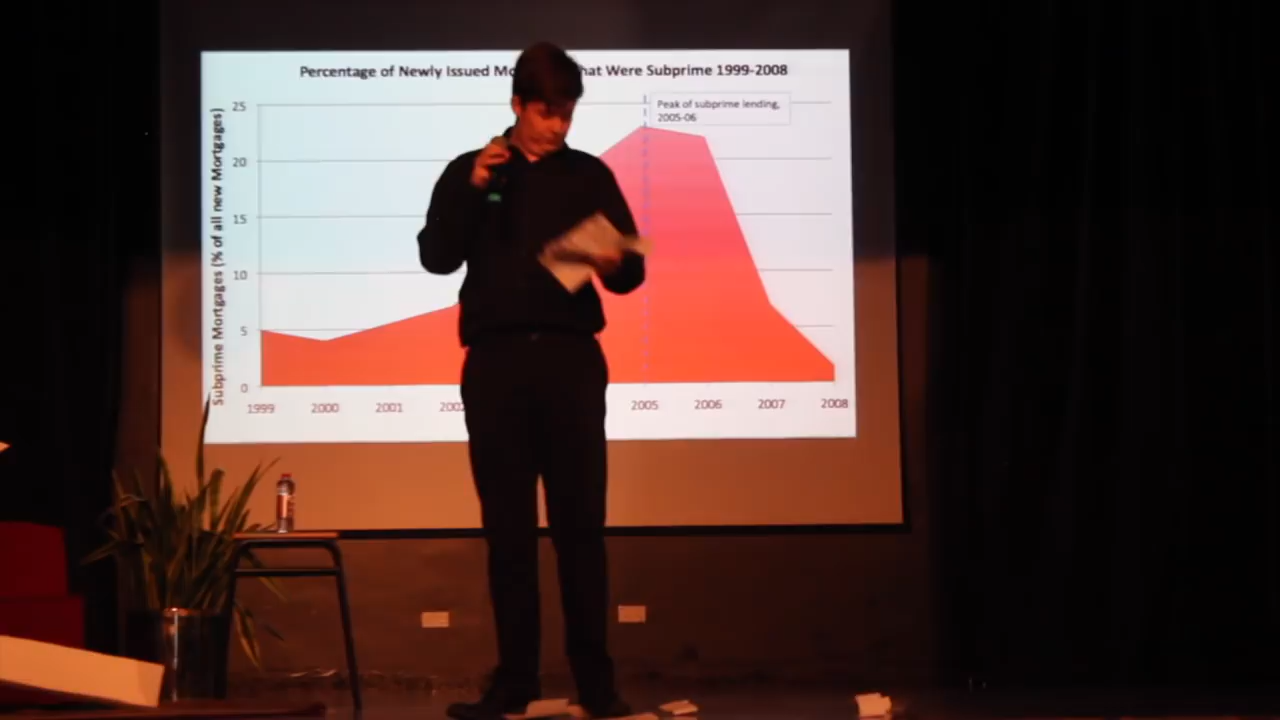 Percentage of Newly Issued Mo hat Were Subprime 1999-2008
Peak of subprime lending,
2005-06
Subprime Mortgages (% of all new Mortgages)
25
20
15
10
5
0
1999 2000 2001 2002 2005 2006 2007 2008